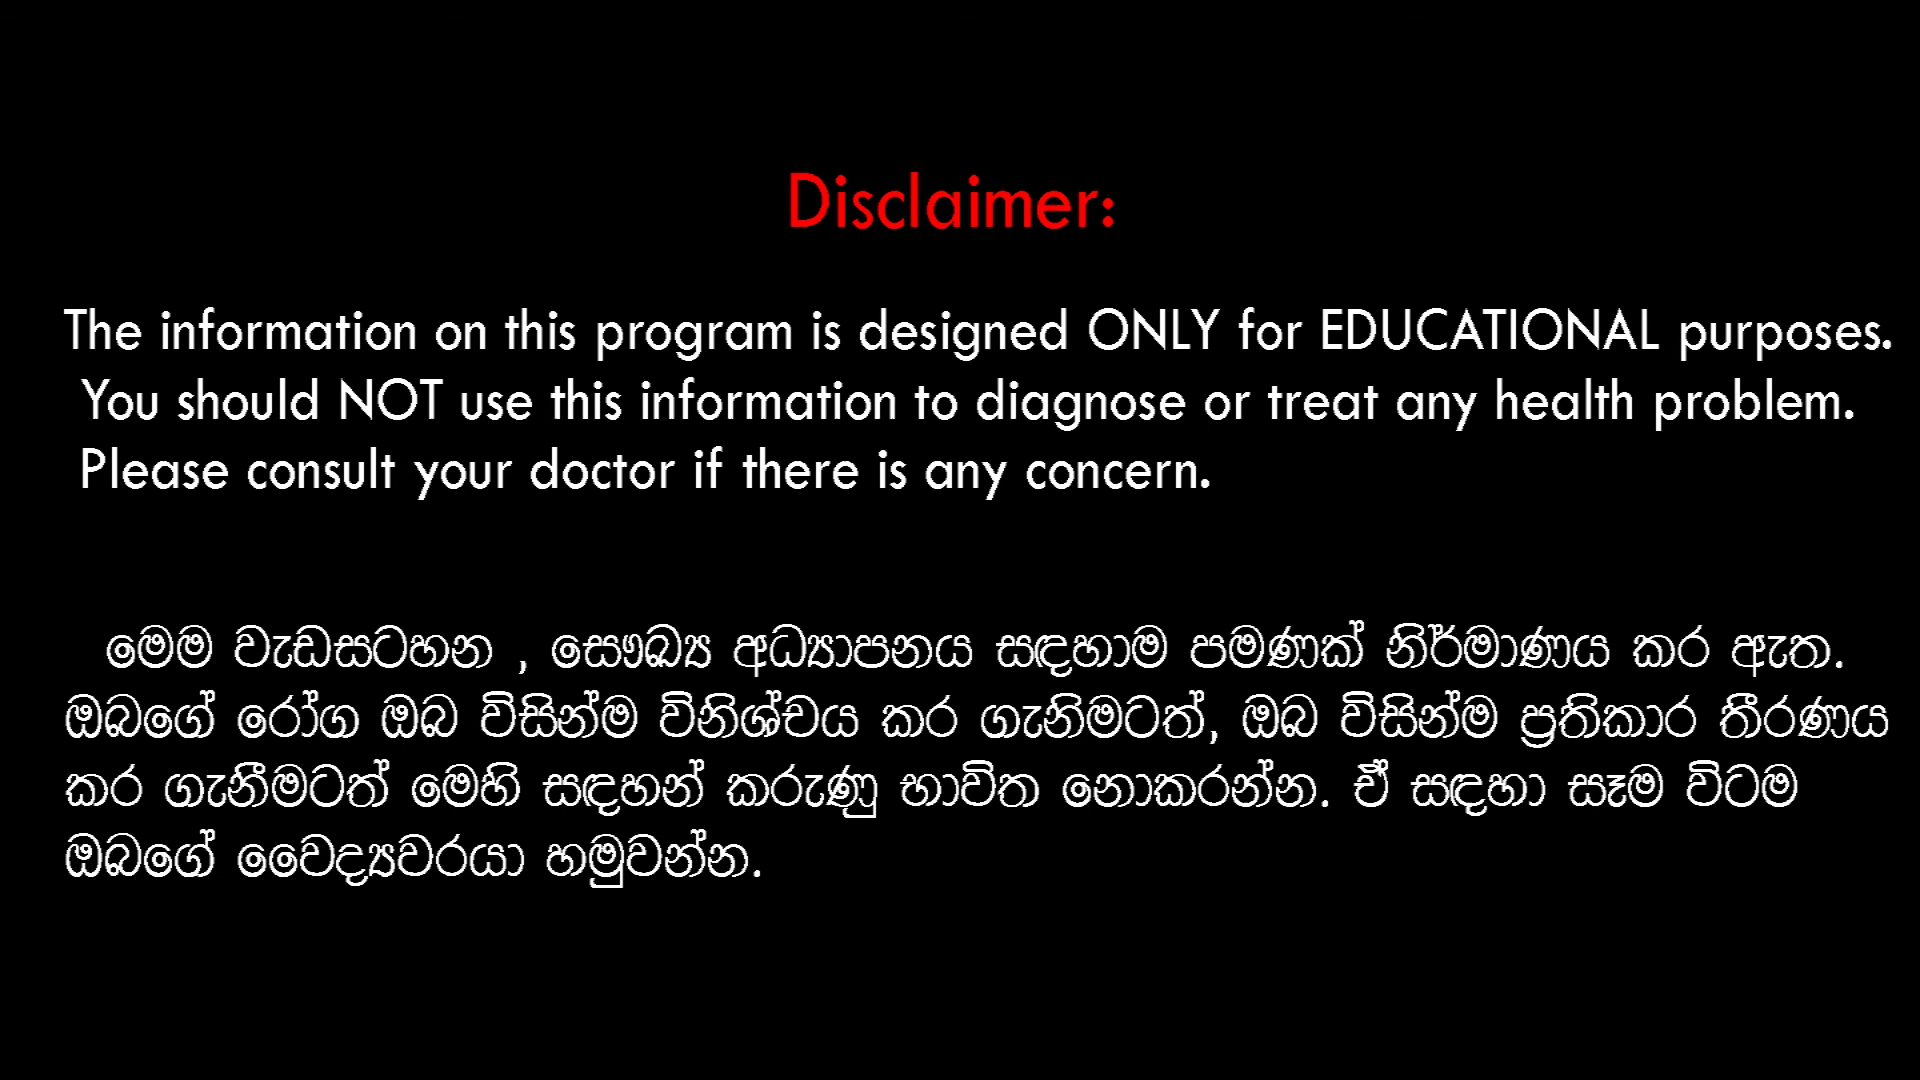 Disclaimer:
The information on this program is designed ONLY for EDUCATIONAL purposes.
You should NOT use this information to diagnose or treat any health problem.
Please consult your doctor if there is any concern.
මෙම වැඩසටහන , සෞඛ්‍ය අධ්‍යාපනය සඳහාම පමණක් නිර්මාණය කර ඇත.
ඔබගේ රෝග ඔබ විසින්ම විනිශ්චය කර ගැනිමටත්, ඔබ විසින්ම ප්‍රතිකාර තීරණය
කර ගැනීමටත් මෙහි සඳහන් කරුණු භාවිත නොකරන්න. ඒ සඳහා සෑම විටම
ඔබගේ වෛද්‍යවරයා හමුවන්න.